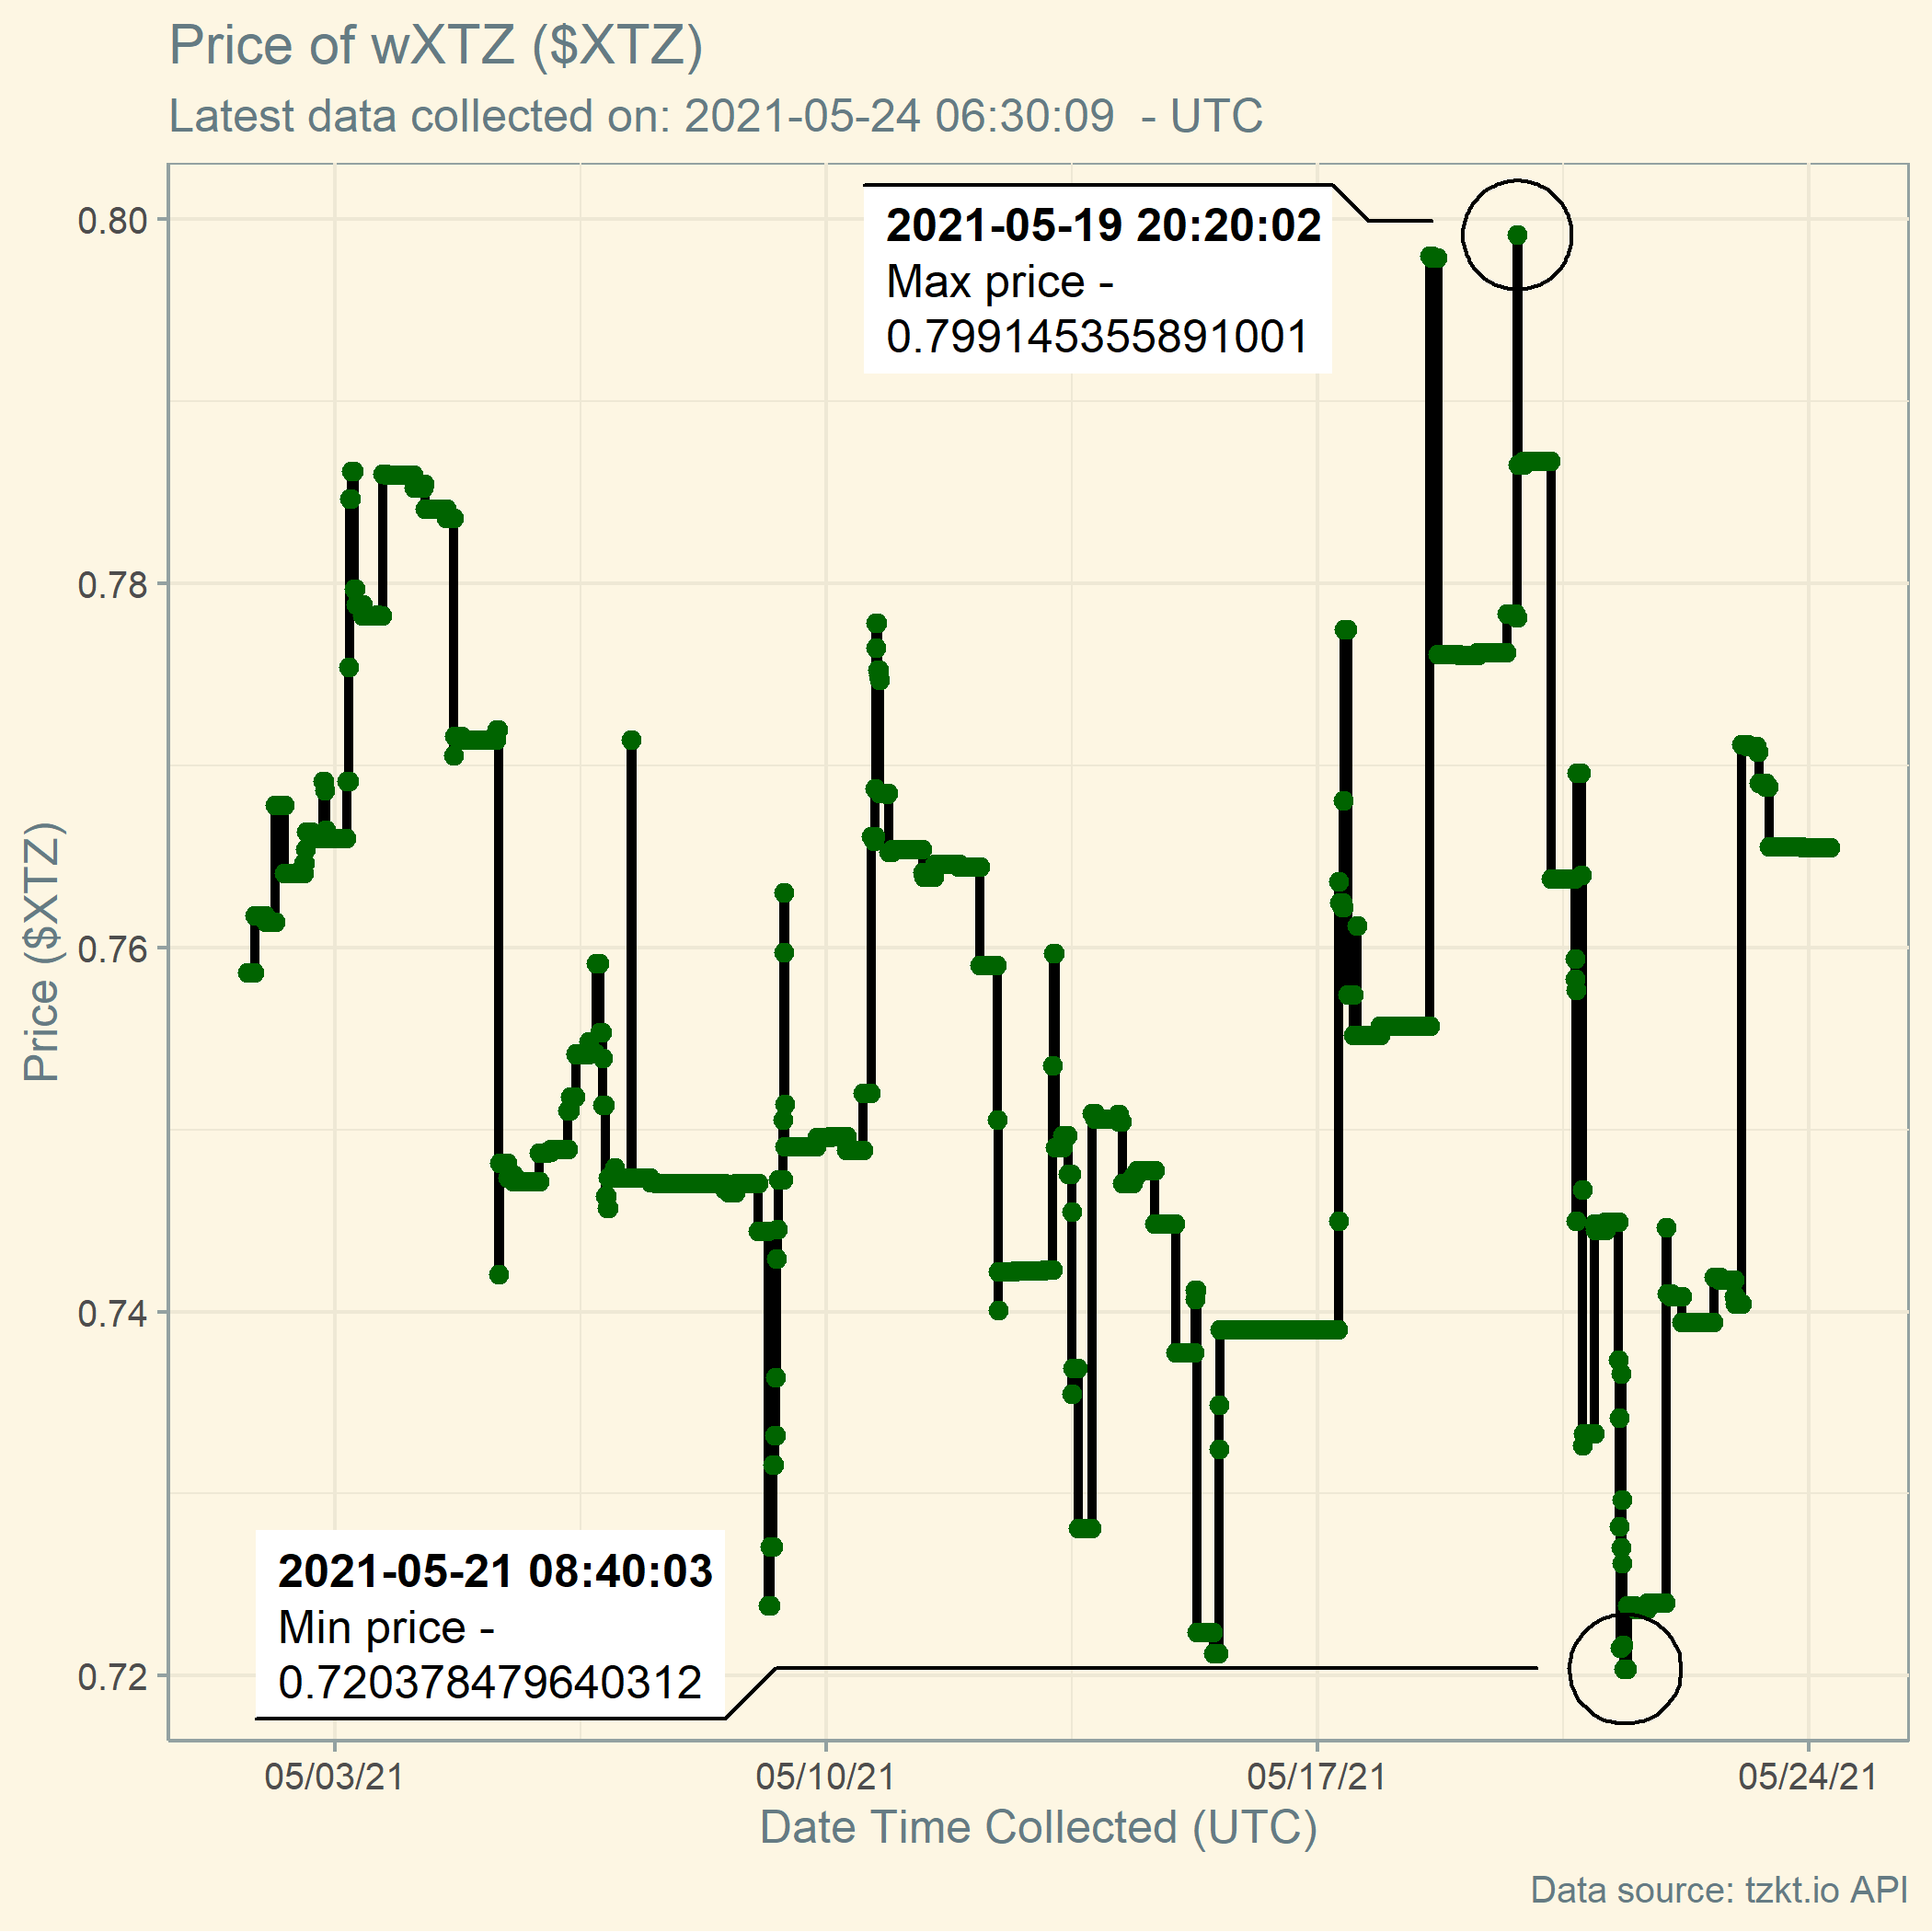 Price of wXTZ ($XTZ)
Latest data collected on: 2021-05-24 06:30:09  - UTC
2021-05-19 20:20:02
Max price -
0.799145355891001
0.80
0.78
0.76
0.74
0.72
Price ($XTZ)
2021-05-21 08:40:03
Min price -
0.720378479640312
05/03/21
05/10/21
05/17/21
05/24/21
Date Time Collected (UTC)
Data source: tzkt.io API